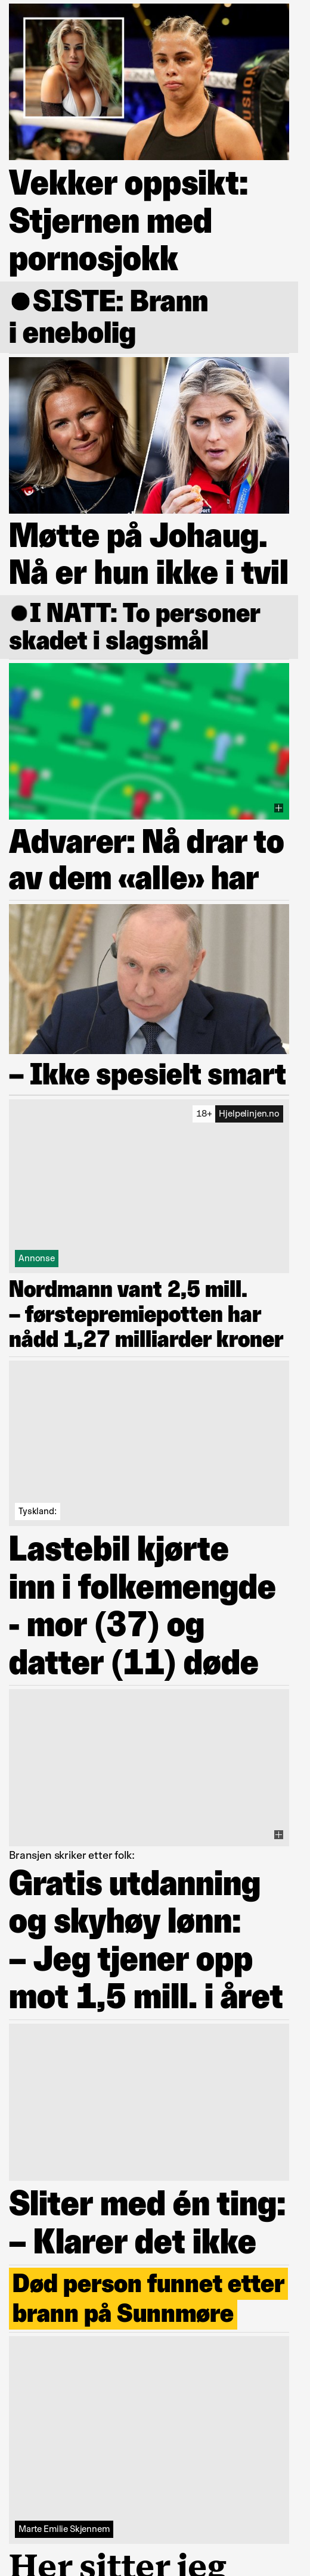 Vekker oppsikt:
Stjernen med
pornosjokk
●SISTE: Brann
i enebolig
Møtte på Johaug.
Nå er hun ikke i tvil
●I NATT: To personer
skadet i slagsmål
Advarer: Nå drar to
av dem «alle» har
– Ikke spesielt smart
18+ Hjelpelinjen.no
Annonse
Nordmann vant 2,5 mill.
– førstepremiepotten har
nådd 1,27 milliarder kroner
Tyskland:
Lastebil kjørte
inn i folkemengde
- mor (37) og
datter (11) døde
Bransjen skriker etter folk:
Gratis utdanning
og skyhøy lønn:
– Jeg tjener opp
mot 1,5 mill. i året
Sliter med én ting:
– Klarer det ikke
Død person funnet etter
brann på Sunnmøre
Marte Emilie Skjennem
Her sitter jeg